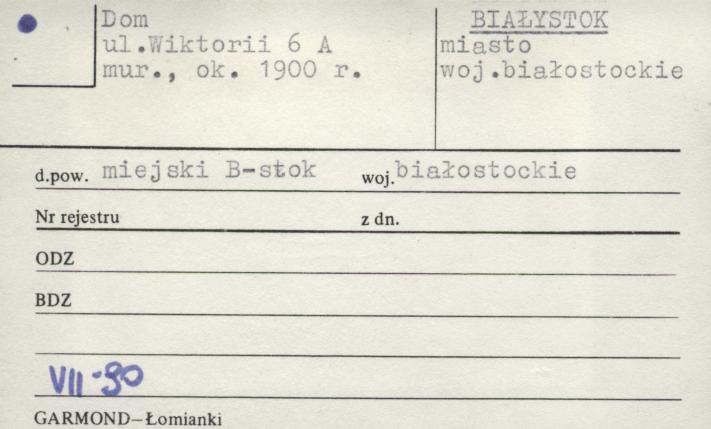 Dom
ul.Wiktorii 6 A
mur., ok. 1900 r.
BIAŁYSTOK
miasto
woj.białostockie
d.pow. miejski B-stok woj. białostockie
Nr rejestru z dn.
ODZ
BDZ
VII-90
GARMOND-Łomianki